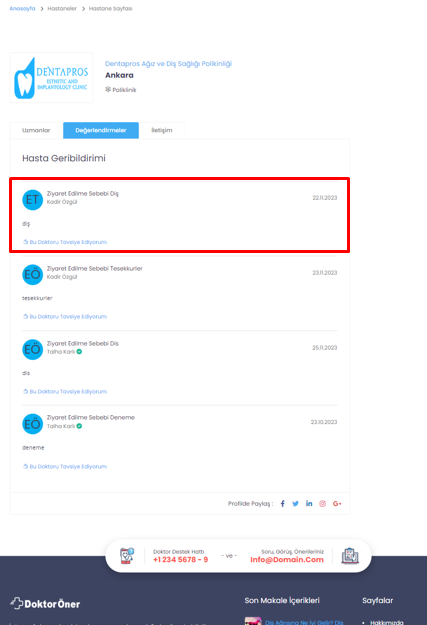 Anasayfa > Hastaneler > Hastane Sayfası
DENTAPROS
ESTHETIC AND
IMPLANTOLOGY CLINIC
Dentapros Ağız ve Diş Sağlığı Polikinliği
Ankara
Poliklinik
Uzmanlar Değerlendirmeler İletişim
Hasta Geribildirimi
ET
Ziyaret Edilme Sebebi Diş
Kadir Özgül
22.11.2023
diş
Bu Doktoru Tavsiye Ediyorum
EÖ
Ziyaret Edilme Sebebi Tesekkurler
Kadir Özgül
23.11.2023
tesekkurler
Bu Doktoru Tavsiye Ediyorum
EÖ
Ziyaret Edilme Sebebi Dis
Talha Karlı
25.11.2023
dis
Bu Doktoru Tavsiye Ediyorum
EÖ
Ziyaret Edilme Sebebi Deneme
Talha Karlı
23.10.2023
deneme
Bu Doktoru Tavsiye Ediyorum
Profilde Paylaş :
Doktor Destek Hattı
+1 234 5678 - 9
- ve -
Soru, Görüş, Önerileriniz
Info@Domain.Com
DoktorÖner
Son Makale İçerikleri
Sayfalar
Diş Ağrısına Ne İyi Gelir? Diş
Hakkımızda